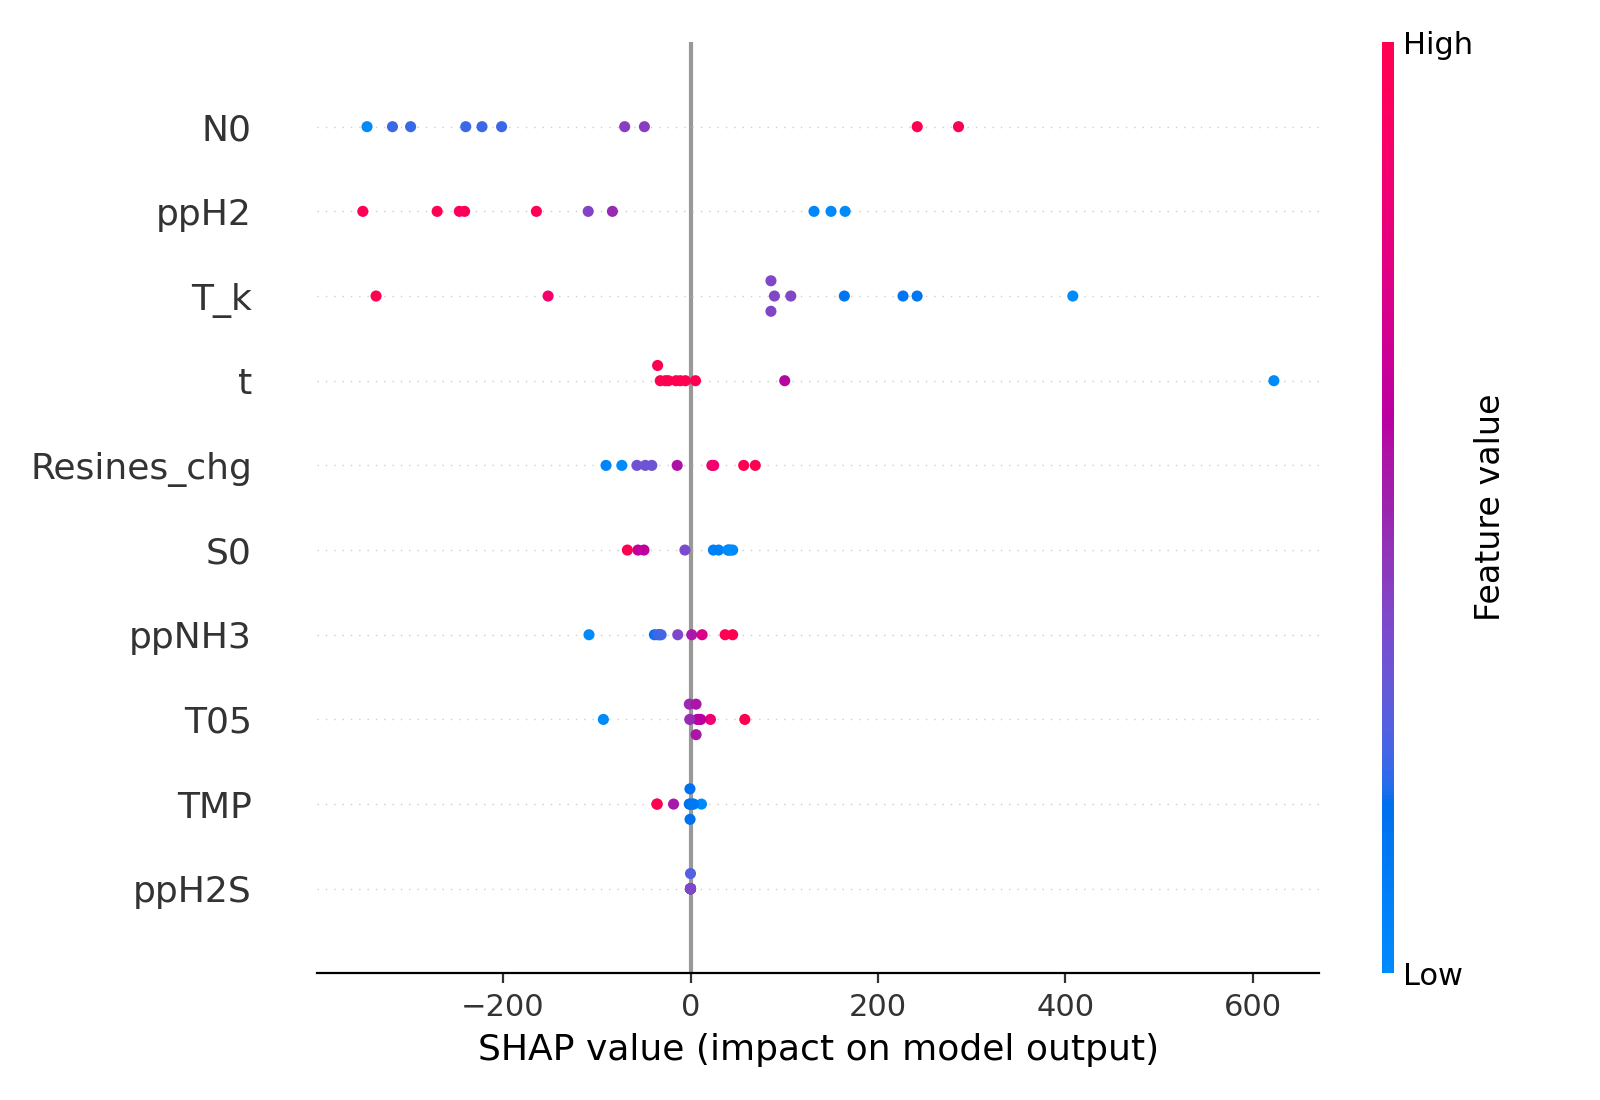 High
N0
ppH2
T_k
t
Resines_chg
S0
ppNH3
T05
TMP
ppH2S
Feature value
Low
−200 0 200 400 600
SHAP value (impact on model output)